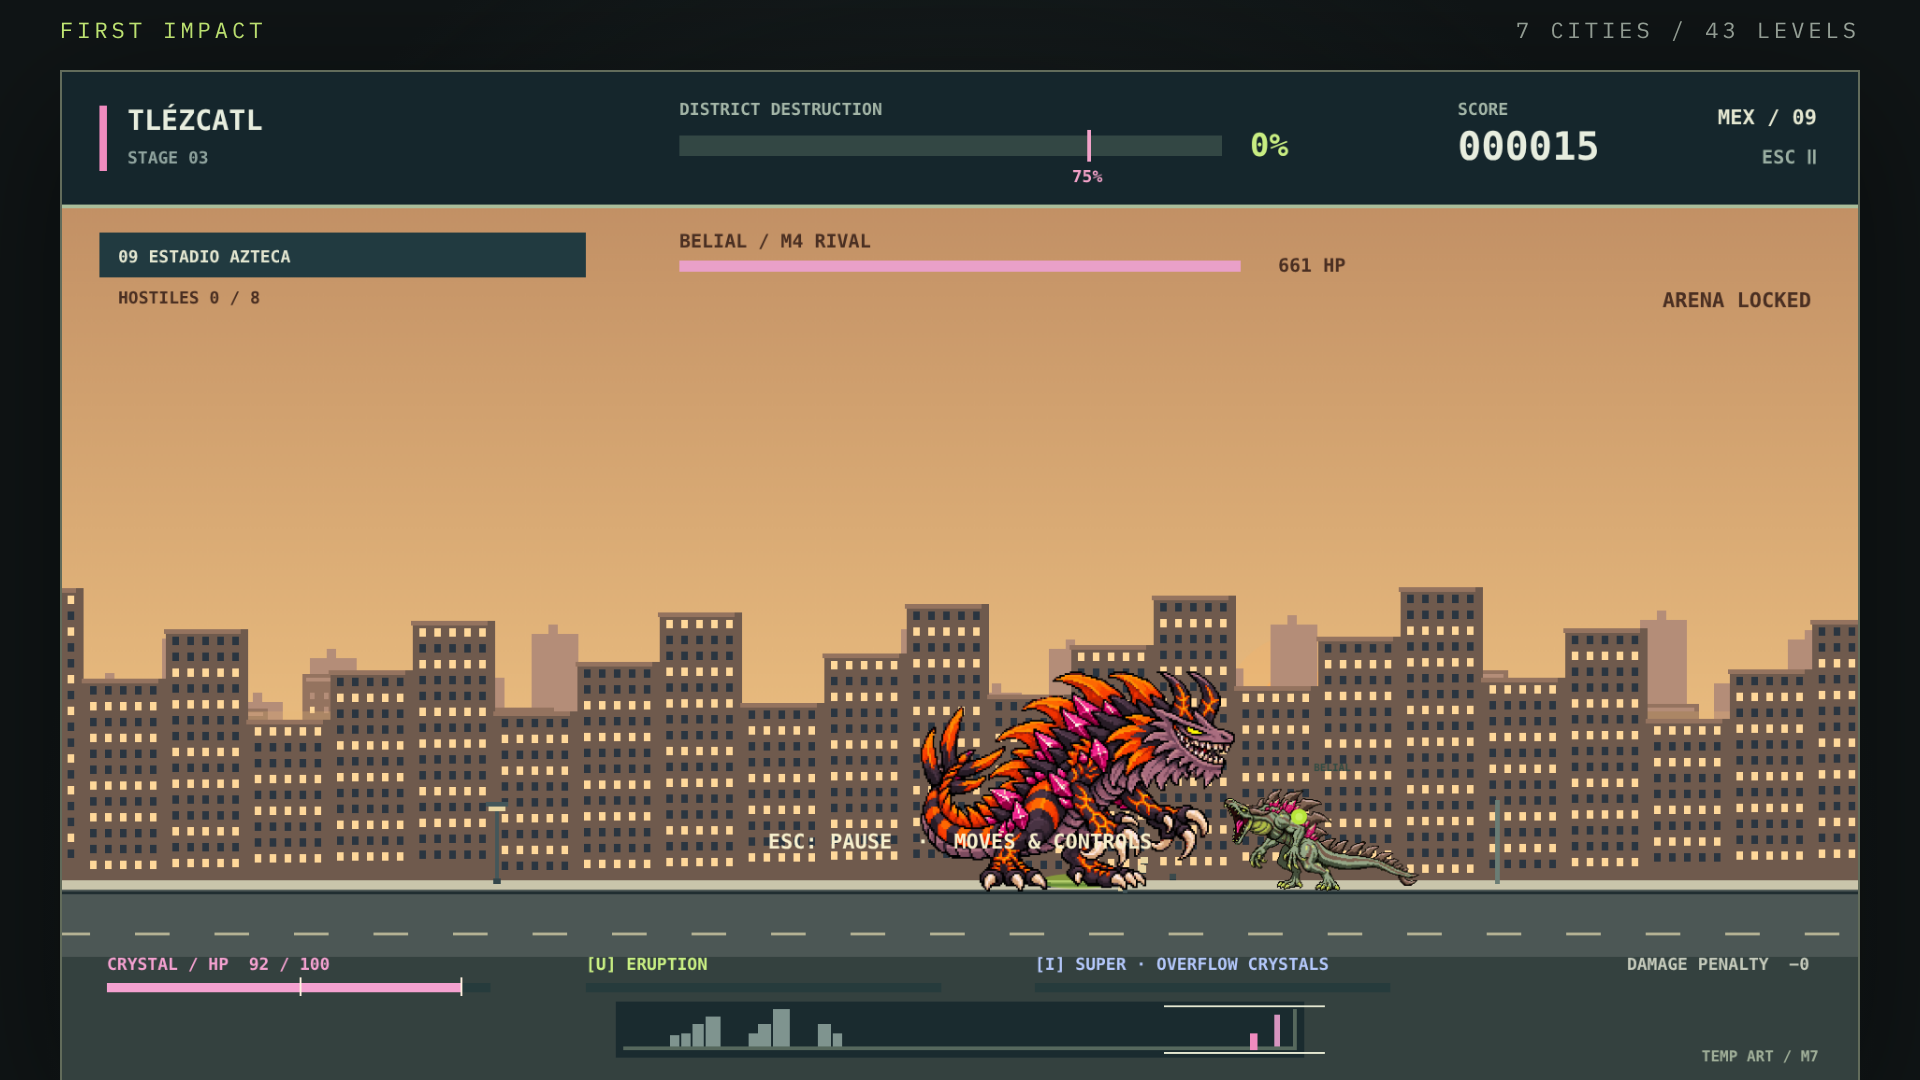 FIRST IMPACT
7 CITIES / 43 LEVELS
TLÉZCATL
STAGE 03
DISTRICT DESTRUCTION
0%
75%
SCORE
000015
MEX / 09
ESC II
09 ESTADIO AZTECA
HOSTILES 0 / 8
BELIAL / M4 RIVAL
661 HP
ARENA LOCKED
BELIAL
ESC: PAUSE · MOVES & CONTROLS
CRYSTAL / HP 92 / 100
[U] ERUPTION
[I] SUPER · OVERFLOW CRYSTALS
DAMAGE PENALTY −0
TEMP ART / M7